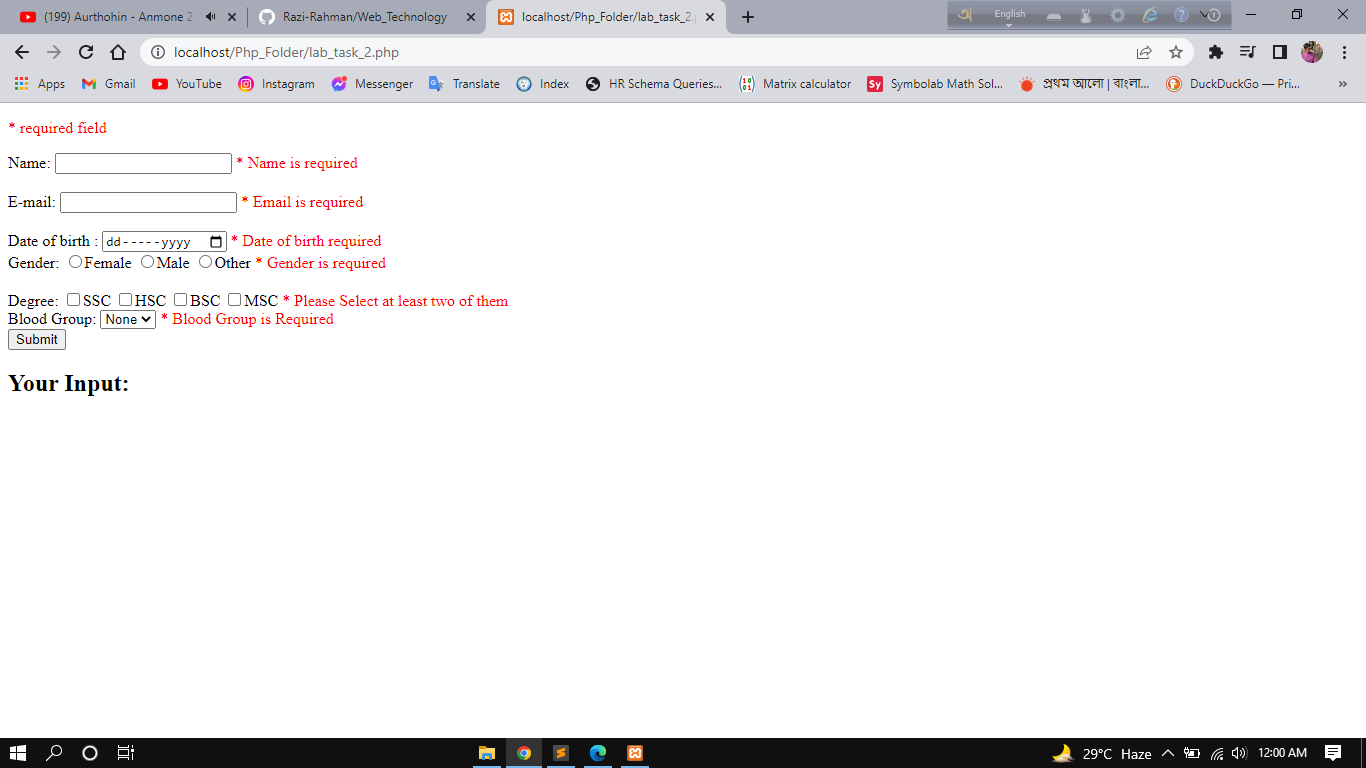 (199) Aurthohin - Anmone 2
Razi-Rahman/Web_Technology
localhost/Php_Folder/lab_task_2.p
English
localhost/Php_Folder/lab_task_2.php
Apps Gmail YouTube Instagram Messenger Translate Index HR Schema Queries... Matrix calculator Sy Symbolab Math Sol... প্রথম আলো | বাংলা... DuckDuckGo — Pri... »
* required field
Name: * Name is required
E-mail: * Email is required
Date of birth : dd-----yyyy * Date of birth required
Gender: Female Male Other * Gender is required
Degree: SSC HSC BSC MSC * Please Select at least two of them
Blood Group: None * Blood Group is Required
Submit
Your Input:
29°C Haze 12:00 AM